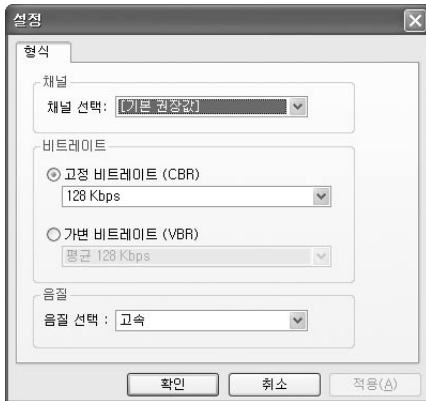 설정
형식
채널
채널 선택: [기본 권장값]
비트레이트
고정 비트레이트 (CBR)
128 Kbps
가변 비트레이트 (VBR)
평균 128 Kbps
음질
음질 선택 : 고속
확인 취소 적용(A)